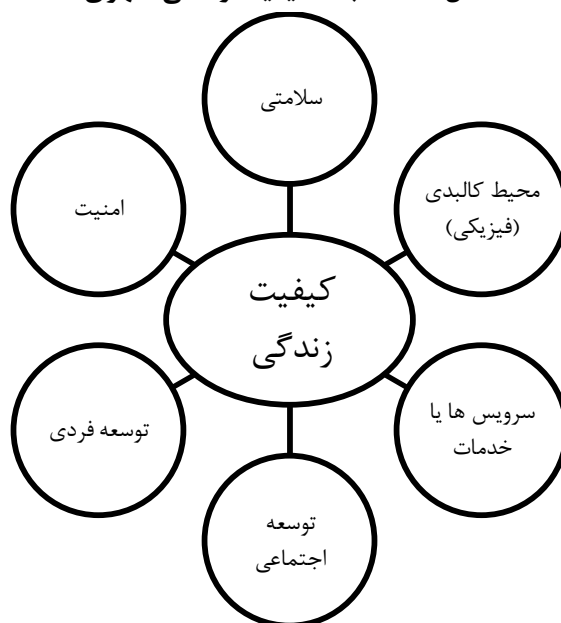 سلامتی
محیط کالبدی
(فیزیکی)
امنیت
کیفیت
زندگی
سرویس ها یا
خدمات
توسعه فردی
توسعه
اجتماعی